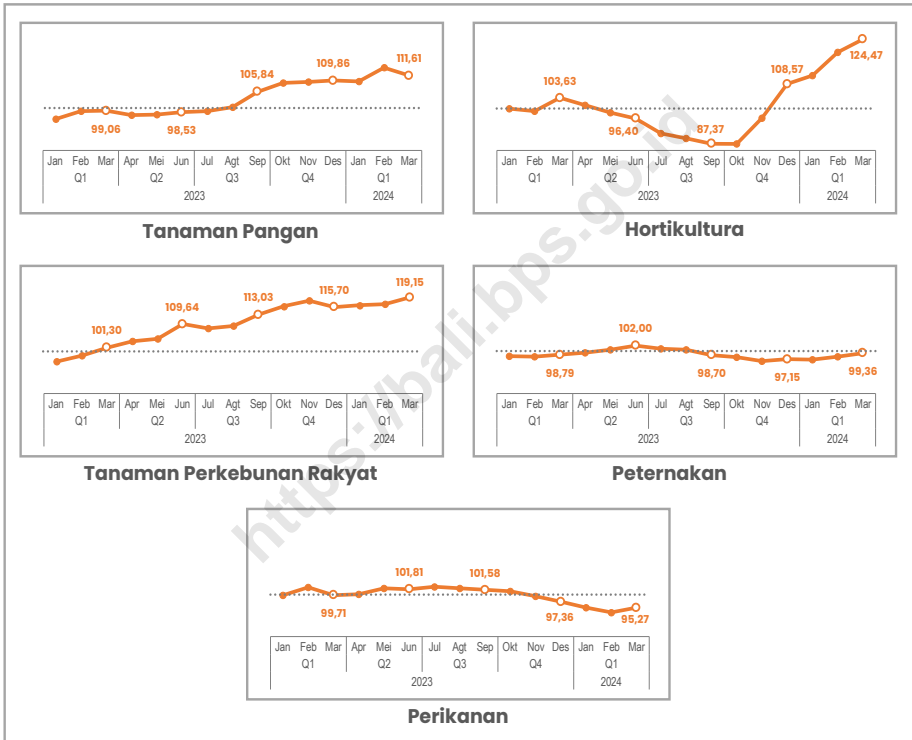 105,84
109,86
111,61
99,06
98,53
Jan Feb Mar Apr Mei Jun Jul Agt Sep Okt Nov Des Jan Feb Mar
Q1 Q2 Q3 Q4 Q1
2023 2024
Tanaman Pangan
103,63
108,57
124,47
96,40
87,37
Jan Feb Mar Apr Mei Jun Jul Agt Sep Okt Nov Des Jan Feb Mar
Q1 Q2 Q3 Q4 Q1
2023 2024
Hortikultura
101,30
109,64
113,03
115,70
119,15
Jan Feb Mar Apr Mei Jun Jul Agt Sep Okt Nov Des Jan Feb Mar
Q1 Q2 Q3 Q4 Q1
2023 2024
Tanaman Perkebunan Rakyat
102,00
98,79
98,70
97,15
99,36
Jan Feb Mar Apr Mei Jun Jul Agt Sep Okt Nov Des Jan Feb Mar
Q1 Q2 Q3 Q4 Q1
2023 2024
Peternakan
101,81
101,58
99,71
97,36
95,27
Jan Feb Mar Apr Mei Jun Jul Agt Sep Okt Nov Des Jan Feb Mar
Q1 Q2 Q3 Q4 Q1
2023 2024
Perikanan
https://bali.bps.go.id